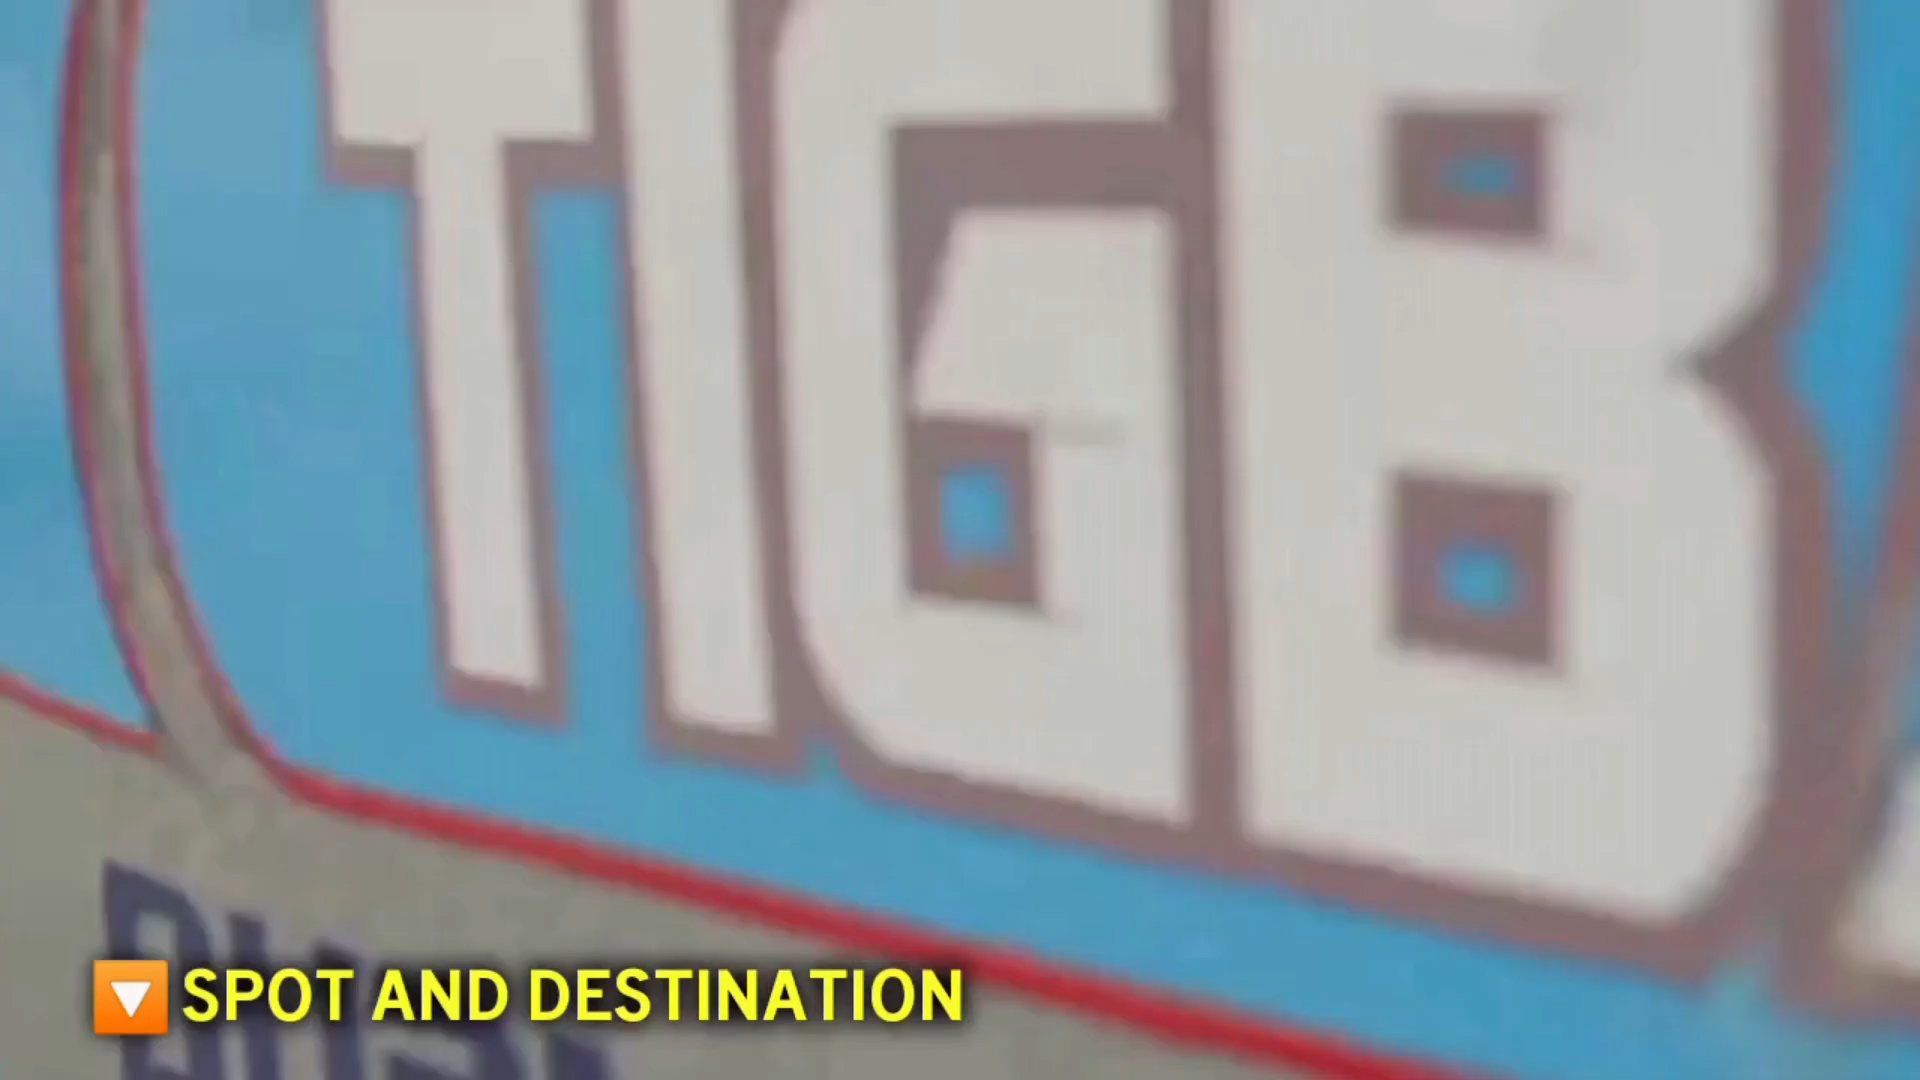 TIGB
🔽 SPOT AND DESTINATION